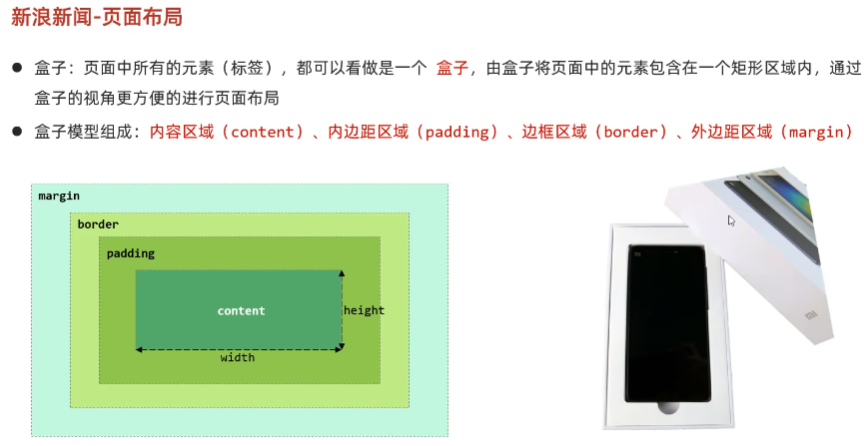 新浪新闻-页面布局
● 盒子：页面中所有的元素（标签），都可以看做是一个 盒子，由盒子将页面中的元素包含在一个矩形区域内，通过
盒子的视角更方便的进行页面布局
● 盒子模型组成：内容区域（content）、内边距区域（padding）、边框区域（border）、外边距区域（margin）
margin
border
padding
content
height
width